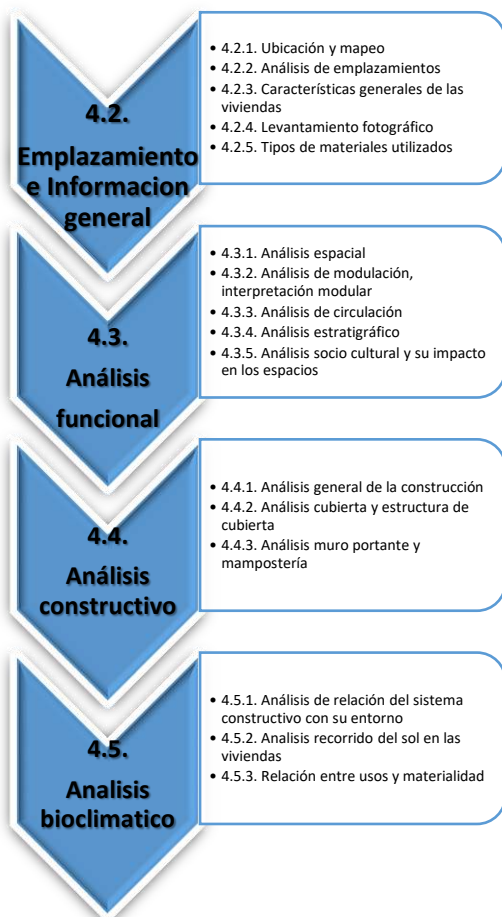 4.2.
Emplazamiento
e Informacion
general
• 4.2.1. Ubicación y mapeo
• 4.2.2. Análisis de emplazamientos
• 4.2.3. Características generales de las
viviendas
• 4.2.4. Levantamiento fotográfico
• 4.2.5. Tipos de materiales utilizados
4.3.
Análisis
funcional
• 4.3.1. Análisis espacial
• 4.3.2. Análisis de modulación,
interpretación modular
• 4.3.3. Análisis de circulación
• 4.3.4. Análisis estratigráfico
• 4.3.5. Análisis socio cultural y su impacto
en los espacios
4.4.
Análisis
constructivo
• 4.4.1. Análisis general de la construcción
• 4.4.2. Análisis cubierta y estructura de
cubierta
• 4.4.3. Análisis muro portante y
mampostería
4.5.
Analisis
bioclimatico
• 4.5.1. Análisis de relación del sistema
constructivo con su entorno
• 4.5.2. Analisis recorrido del sol en las
viviendas
• 4.5.3. Relación entre usos y materialidad